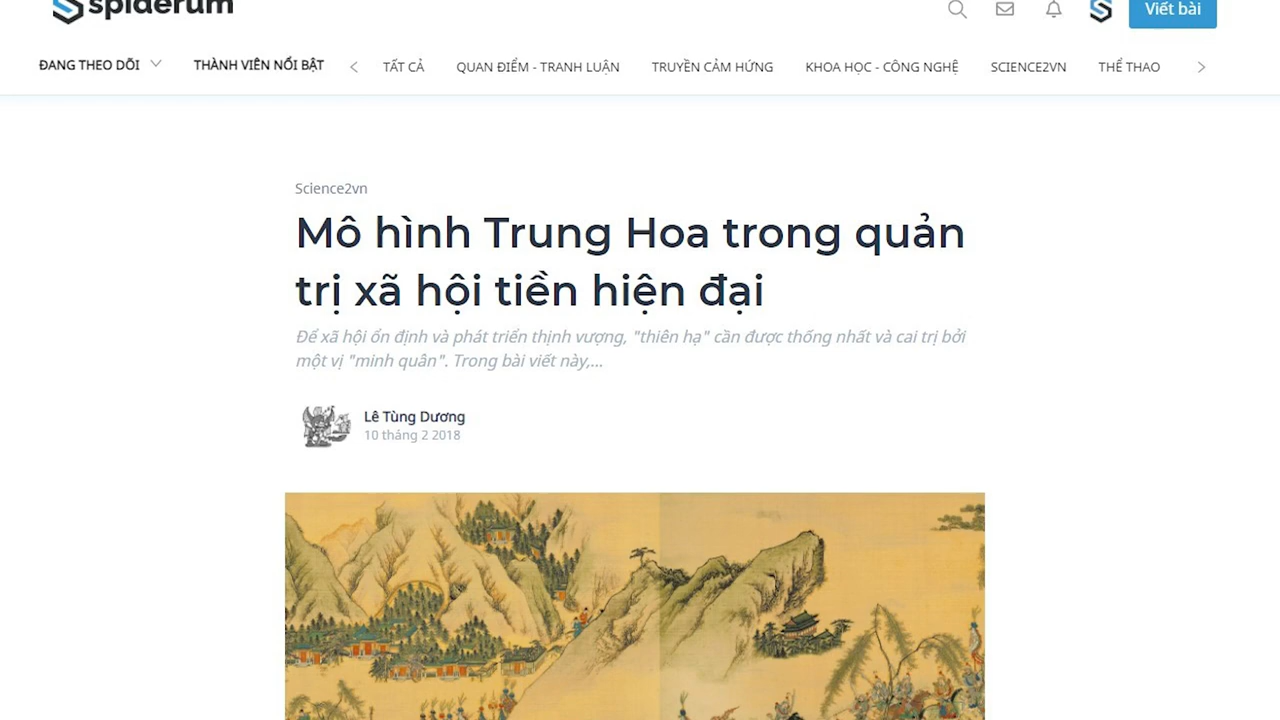 spiderum
Viết bài
ĐANG THEO DÕI THÀNH VIÊN NỔI BẬT TẤT CẢ QUAN ĐIỂM - TRANH LUẬN TRUYỀN CẢM HỨNG KHOA HỌC - CÔNG NGHỆ SCIENCE2VN THỂ THAO
Science2vn
Mô hình Trung Hoa trong quản
trị xã hội tiền hiện đại
Để xã hội ổn định và phát triển thịnh vượng, "thiên hạ" cần được thống nhất và cai trị bởi
một vị "minh quân". Trong bài viết này,...
Lê Tùng Dương
10 tháng 2 2018